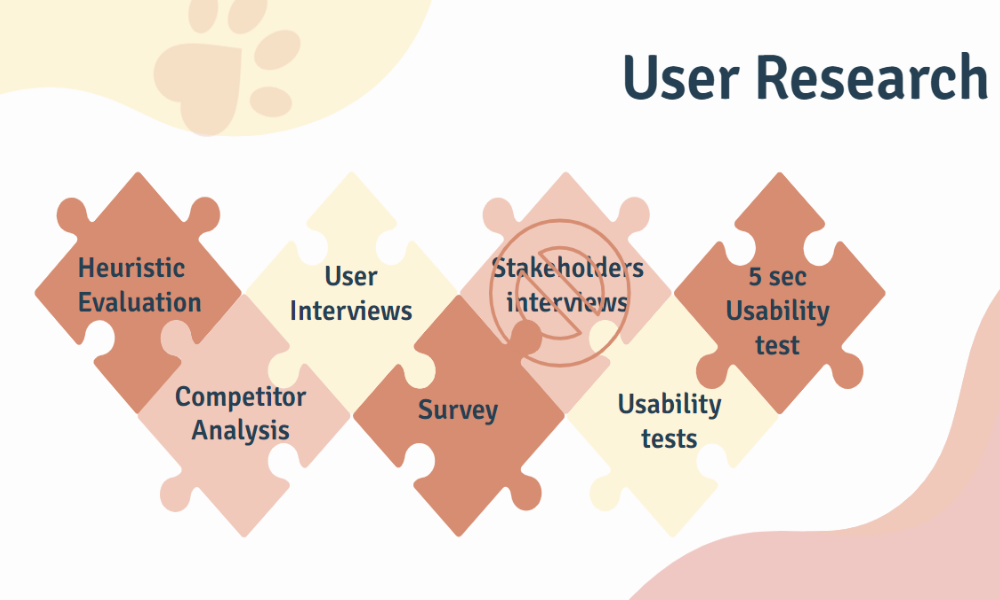 User Research
Heuristic
Evaluation
Competitor
Analysis
User
Interviews
Survey
Stakeholders
interviews
Usability
tests
5 sec
Usability
test